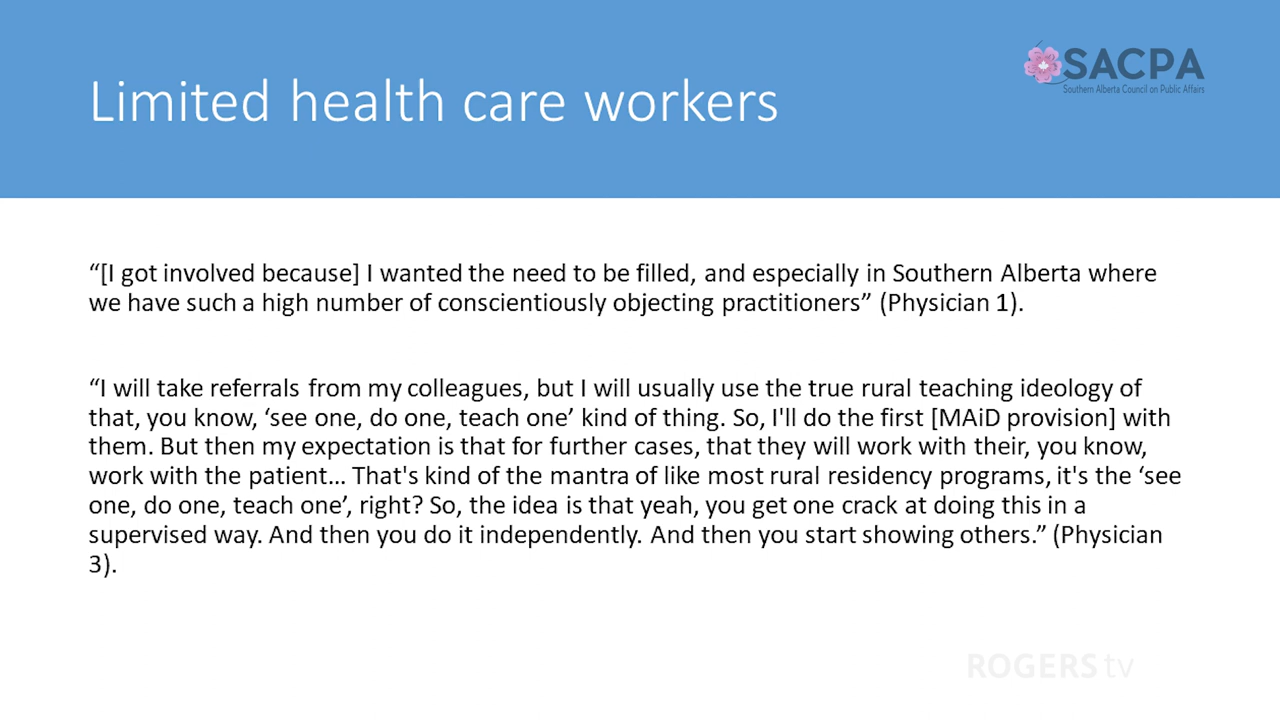 Limited health care workers
SACPA
Southern Alberta Council on Public Affairs
“[I got involved because] I wanted the need to be filled, and especially in Southern Alberta where
we have such a high number of conscientiously objecting practitioners” (Physician 1).
“I will take referrals from my colleagues, but I will usually use the true rural teaching ideology of
that, you know, ‘see one, do one, teach one’ kind of thing. So, I'll do the first [MAiD provision] with
them. But then my expectation is that for further cases, that they will work with their, you know,
work with the patient... That's kind of the mantra of like most rural residency programs, it's the ‘see
one, do one, teach one’, right? So, the idea is that yeah, you get one crack at doing this in a
supervised way. And then you do it independently. And then you start showing others.” (Physician
3).
ROGERS tv